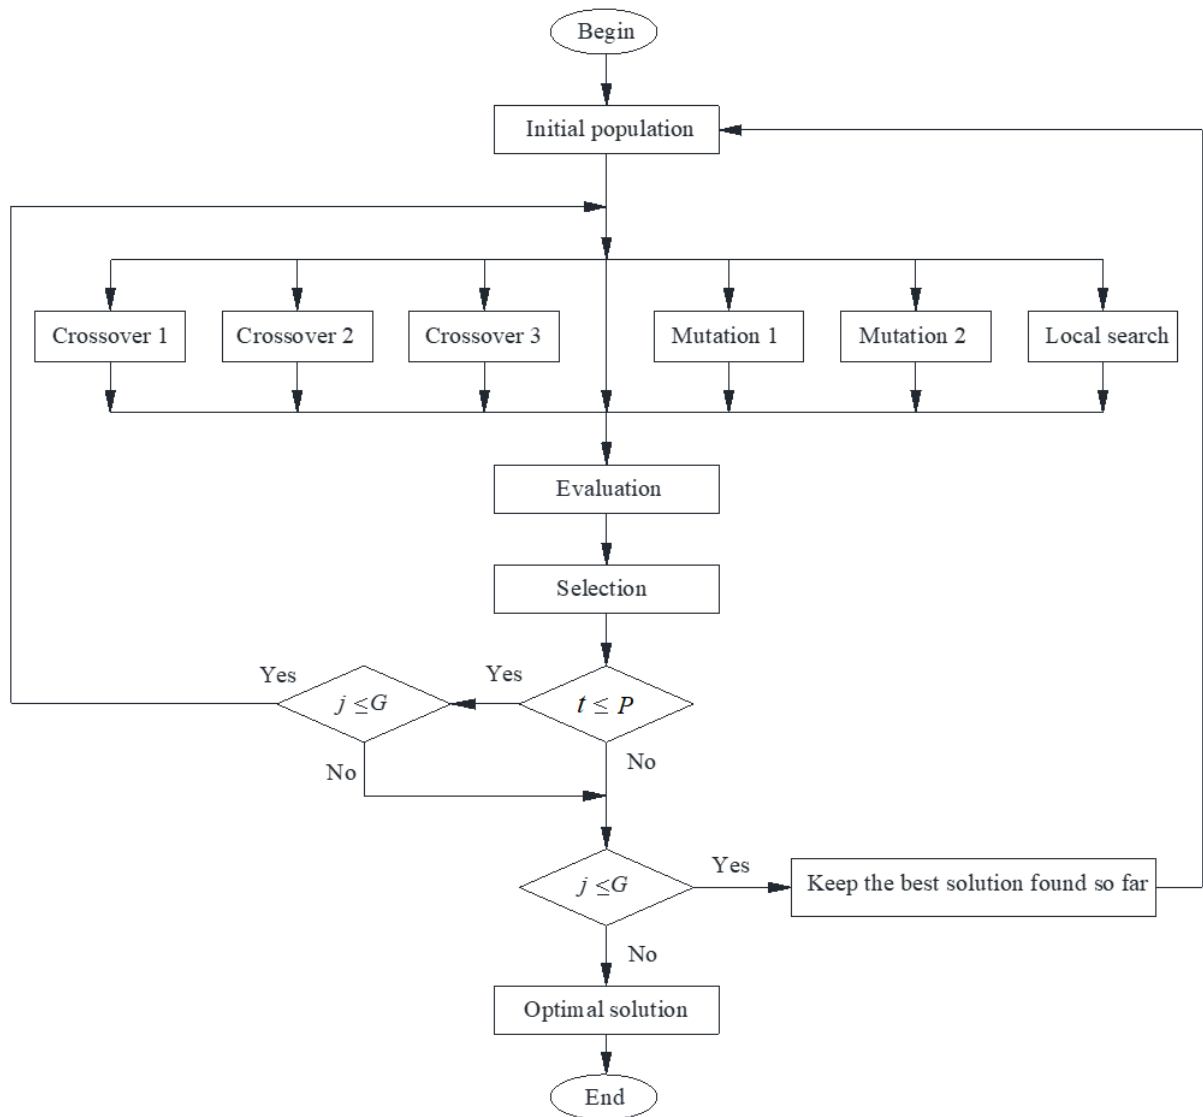 Begin
Initial population
Crossover 1
Crossover 2
Crossover 3
Mutation 1
Mutation 2
Local search
Evaluation
Selection
Yes
Yes
j ≤G
t ≤ P
No
No
j ≤G
Yes
Keep the best solution found so far
No
Optimal solution
End